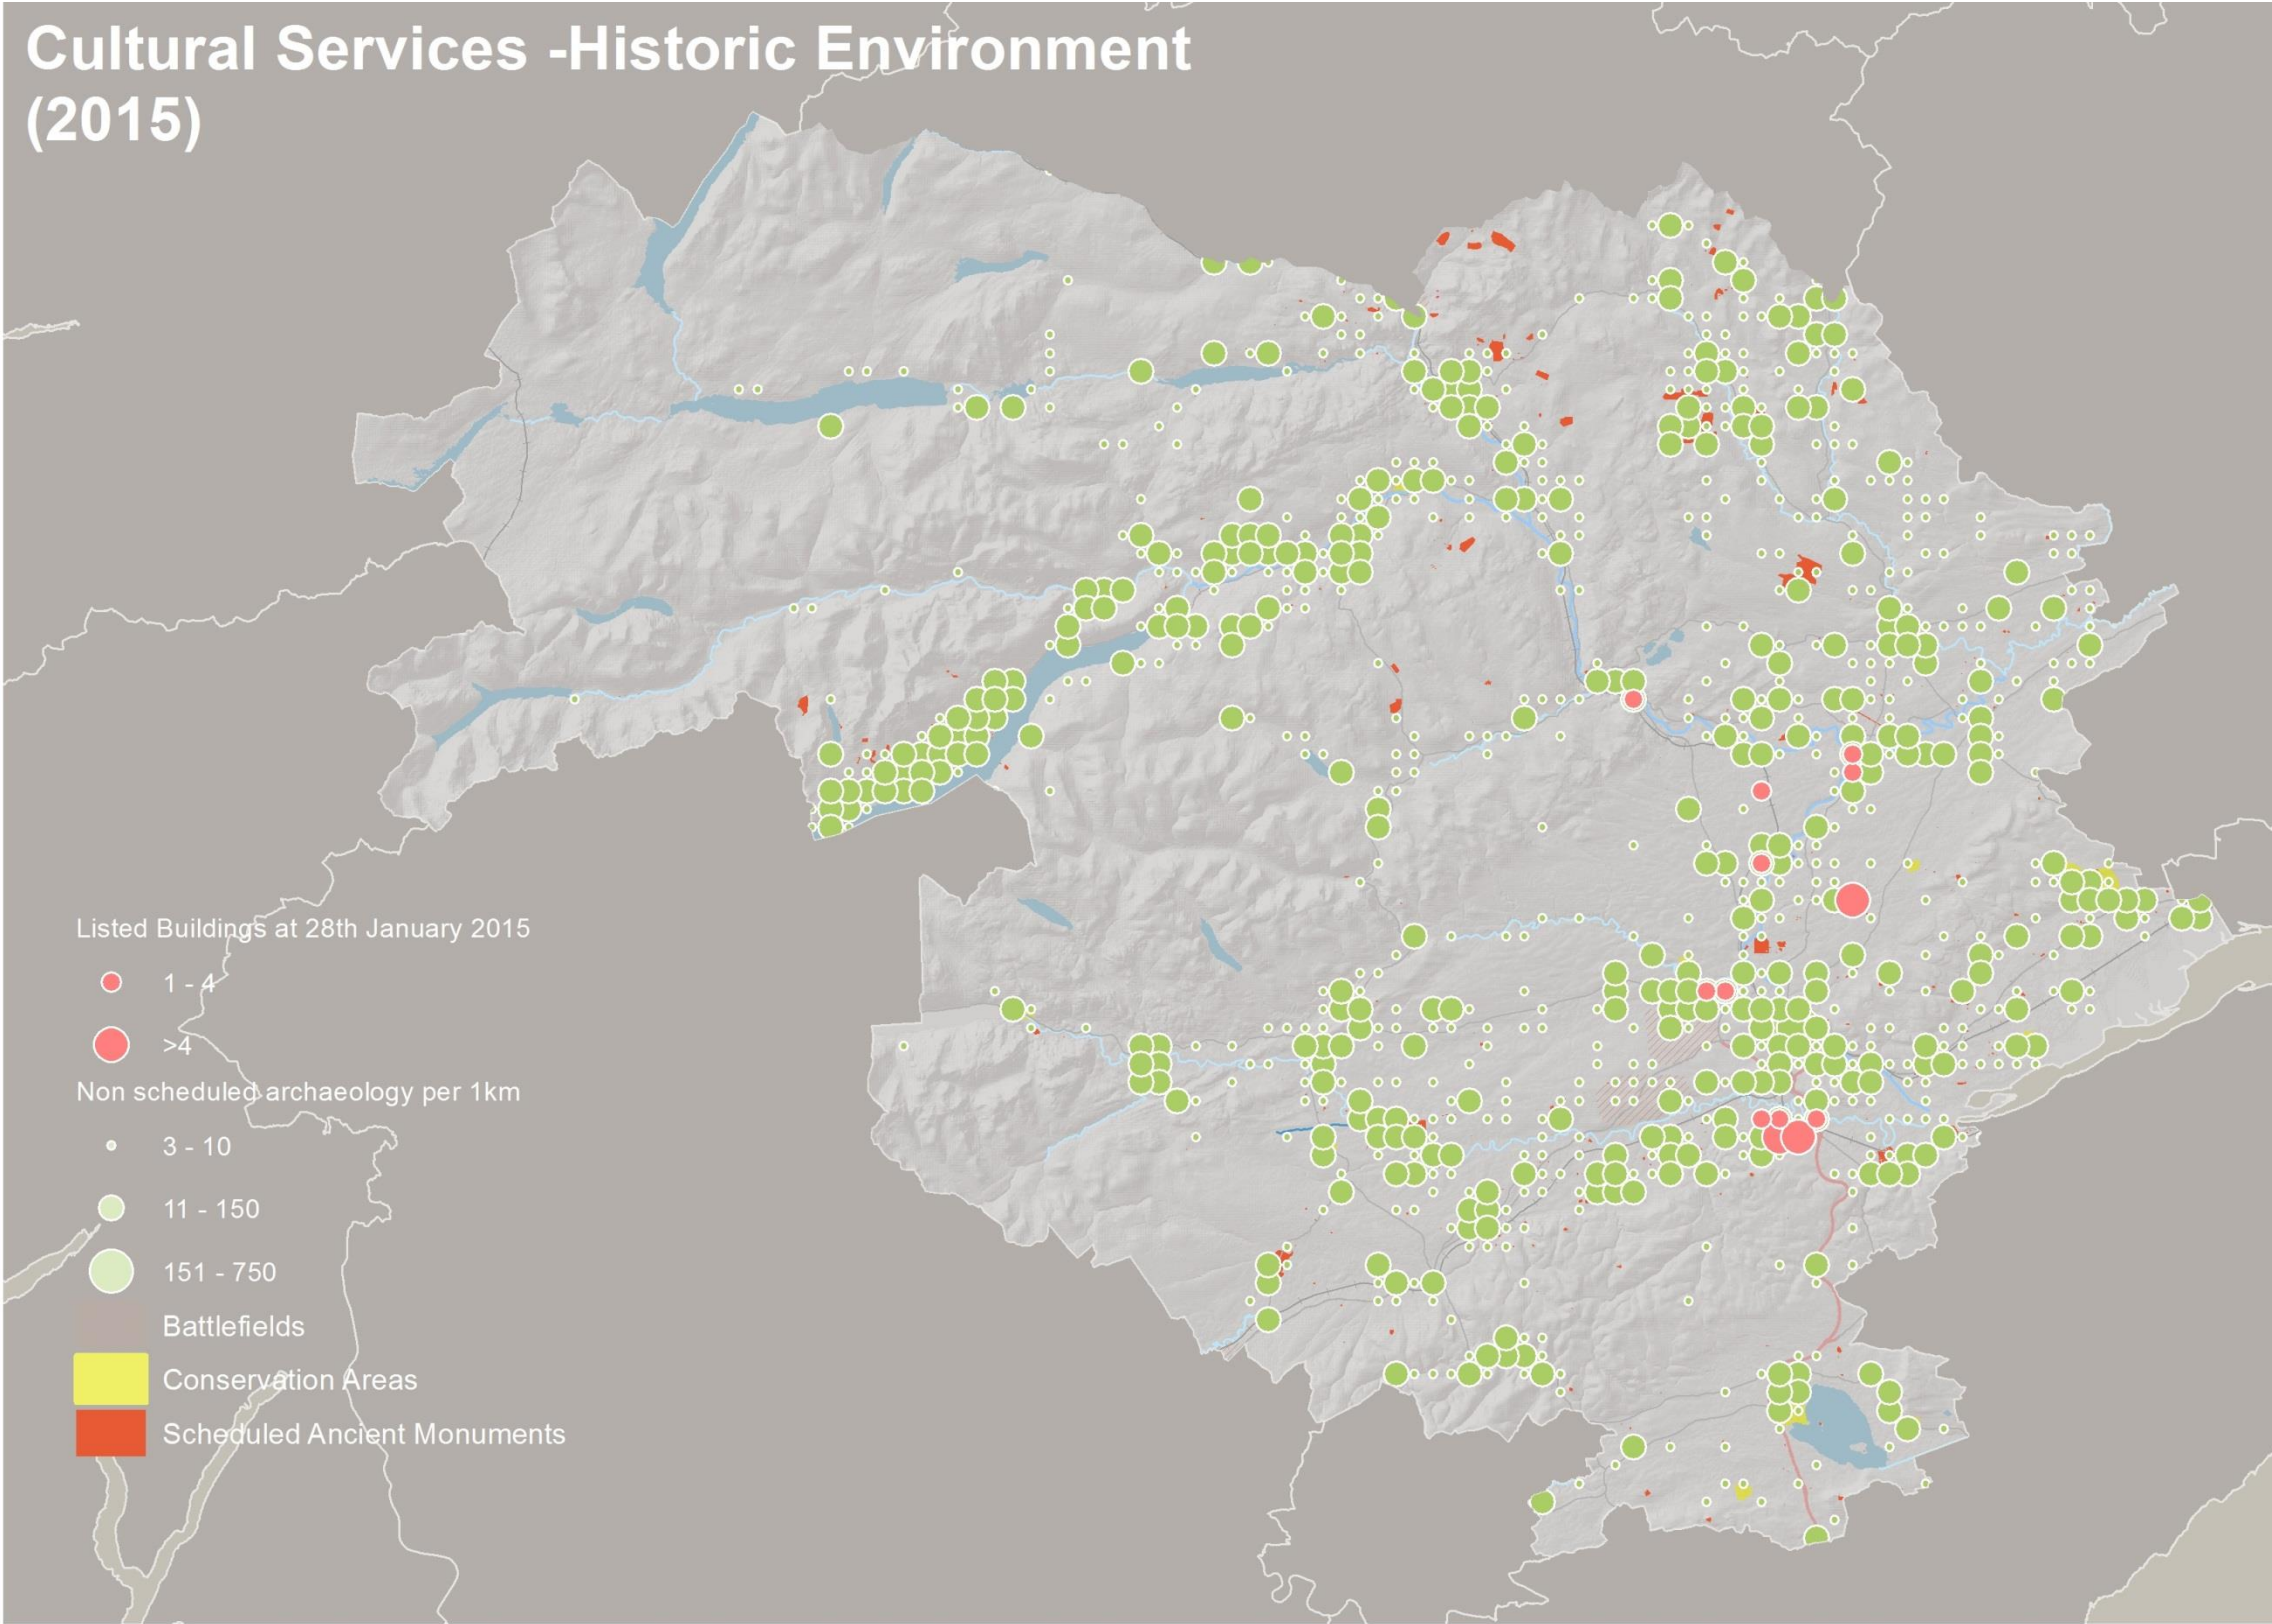 Cultural Services -Historic Environment
(2015)
Listed Buildings at 28th January 2015
1 - 4
>4
Non scheduled archaeology per 1km
3 - 10
11 - 150
151 - 750
Battlefields
Conservation Areas
Scheduled Ancient Monuments